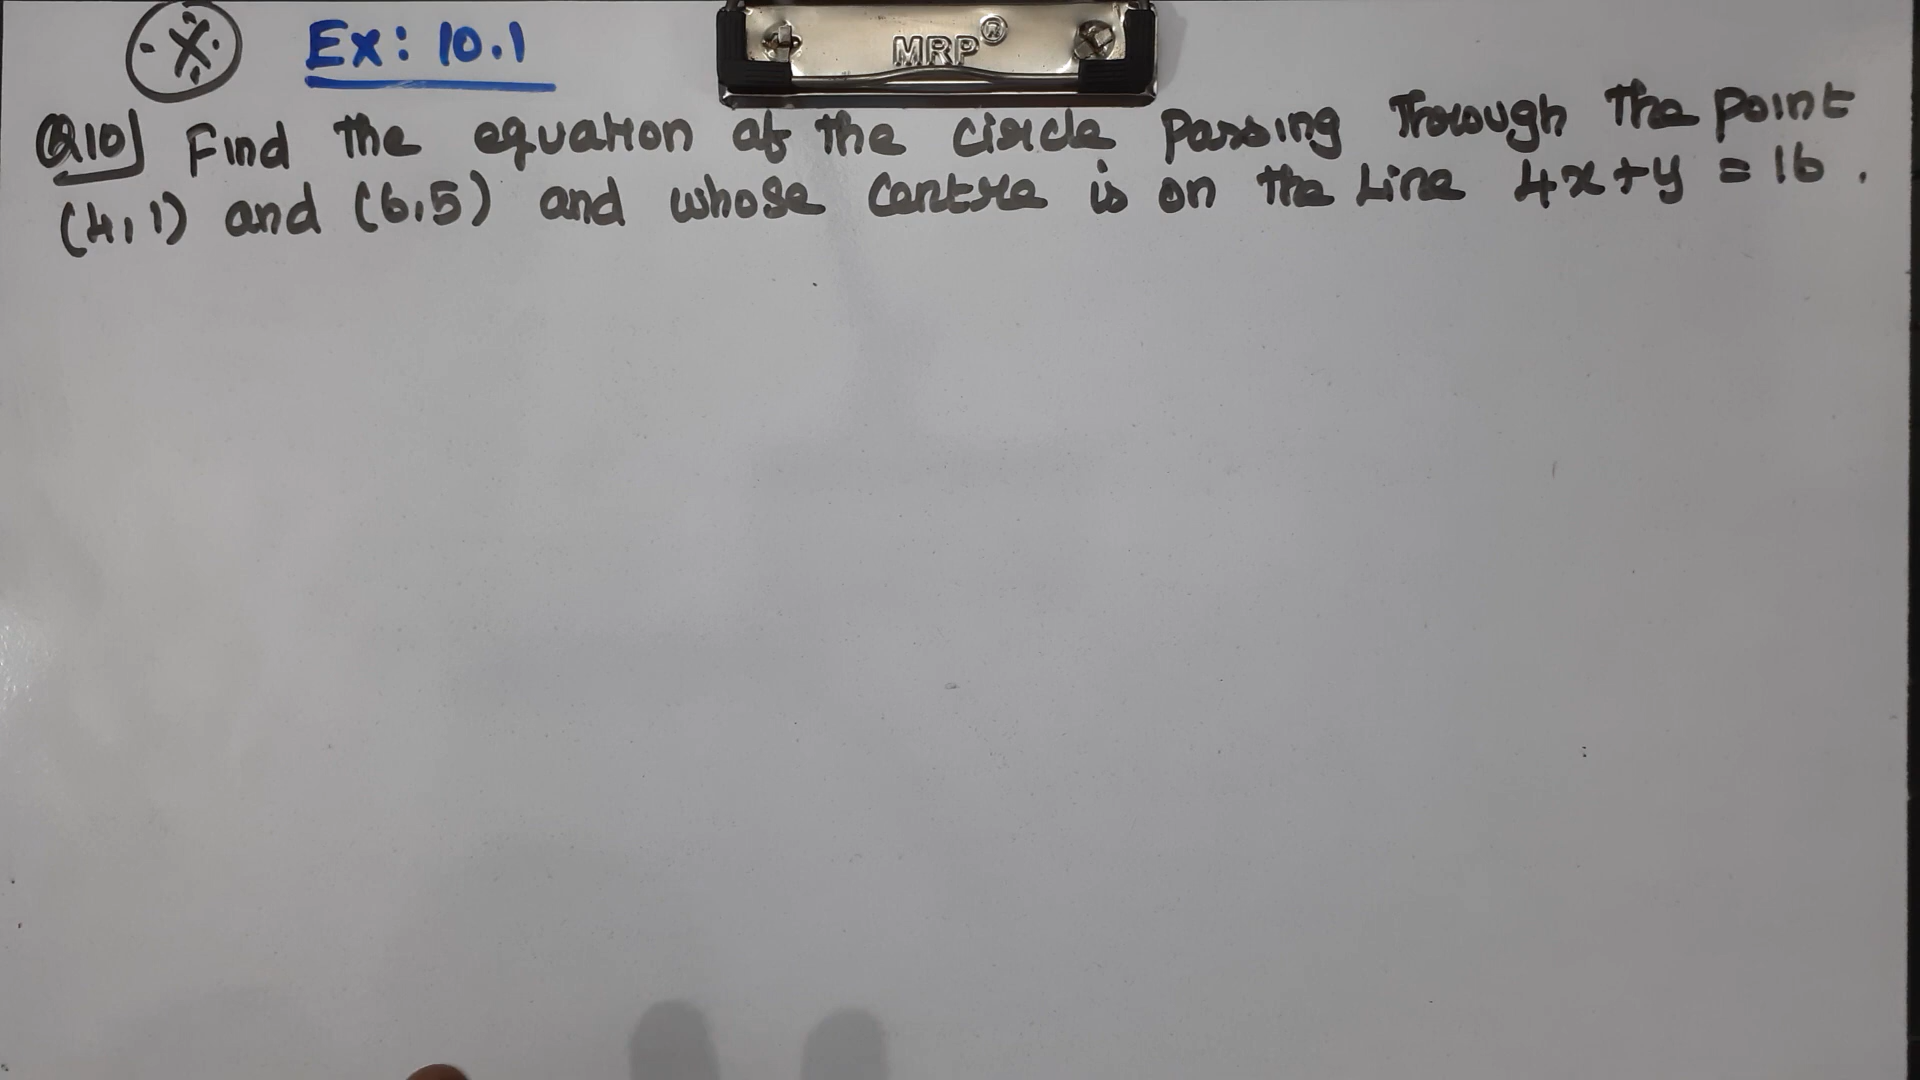 X Ex: 10.1
MRP®
Q10] Find the equation of the circle passing through the point
(4,1) and (6,5) and whose centre is on the line 4x+y = 16.